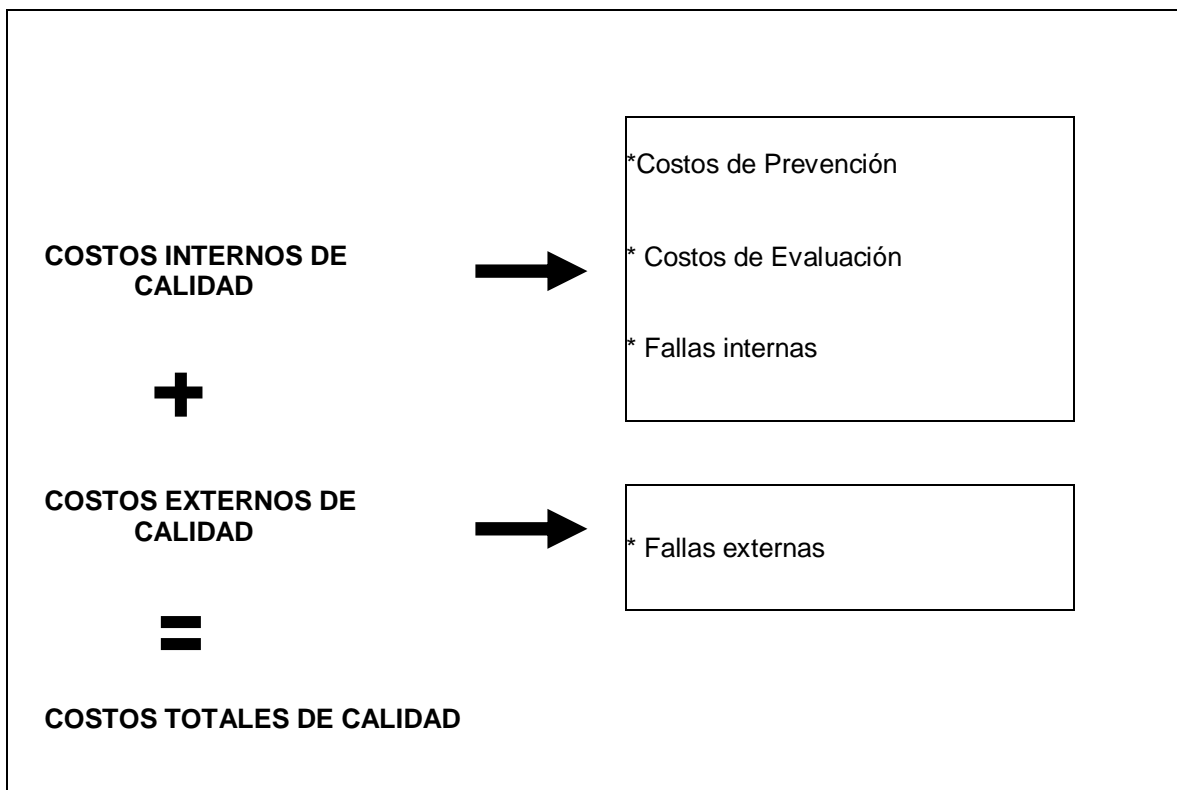 *Costos de Prevención
COSTOS INTERNOS DE
CALIDAD
* Costos de Evaluación
* Fallas internas
+
COSTOS EXTERNOS DE
CALIDAD
* Fallas externas
=
COSTOS TOTALES DE CALIDAD